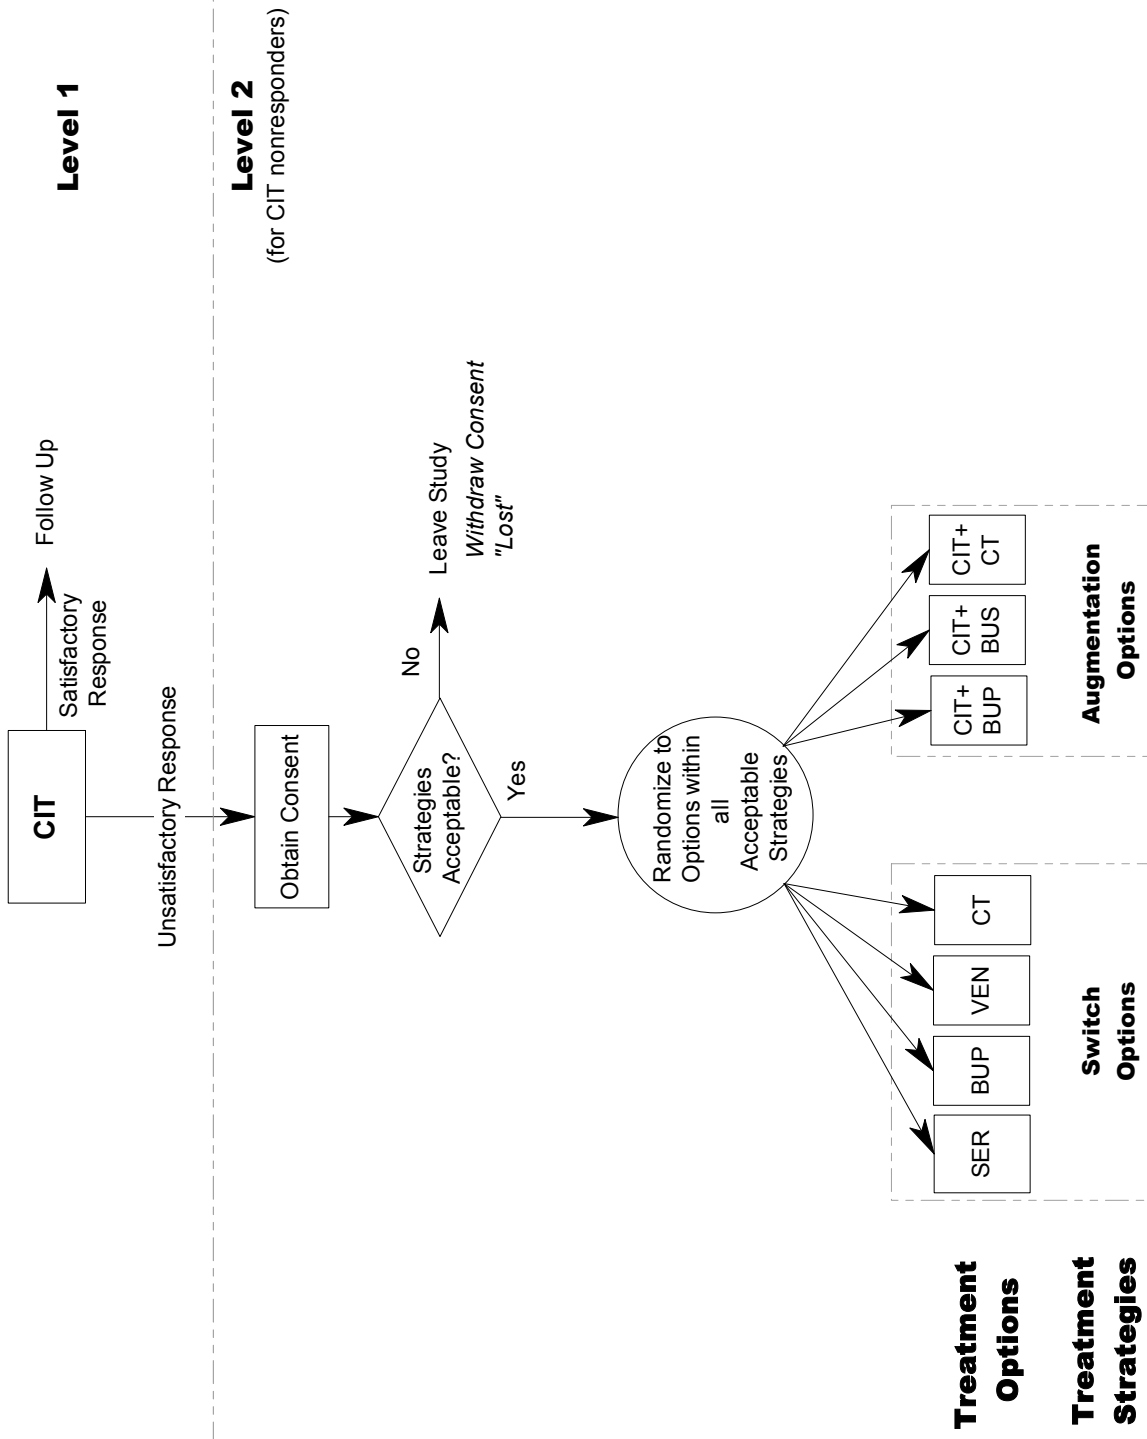 Level 1
CIT
Satisfactory
Response
Follow Up
Unsatisfactory Response
Level 2
(for CIT nonresponders)
Obtain Consent
Strategies
Acceptable?
No
Leave Study
Withdraw Consent
"Lost"
Yes
Randomize to
Options within
all
Acceptable
Strategies
Treatment
Options
SER
BUP
VEN
CT
CIT+
BUP
CIT+
BUS
CIT+
CT
Treatment
Strategies
Switch
Options
Augmentation
Options